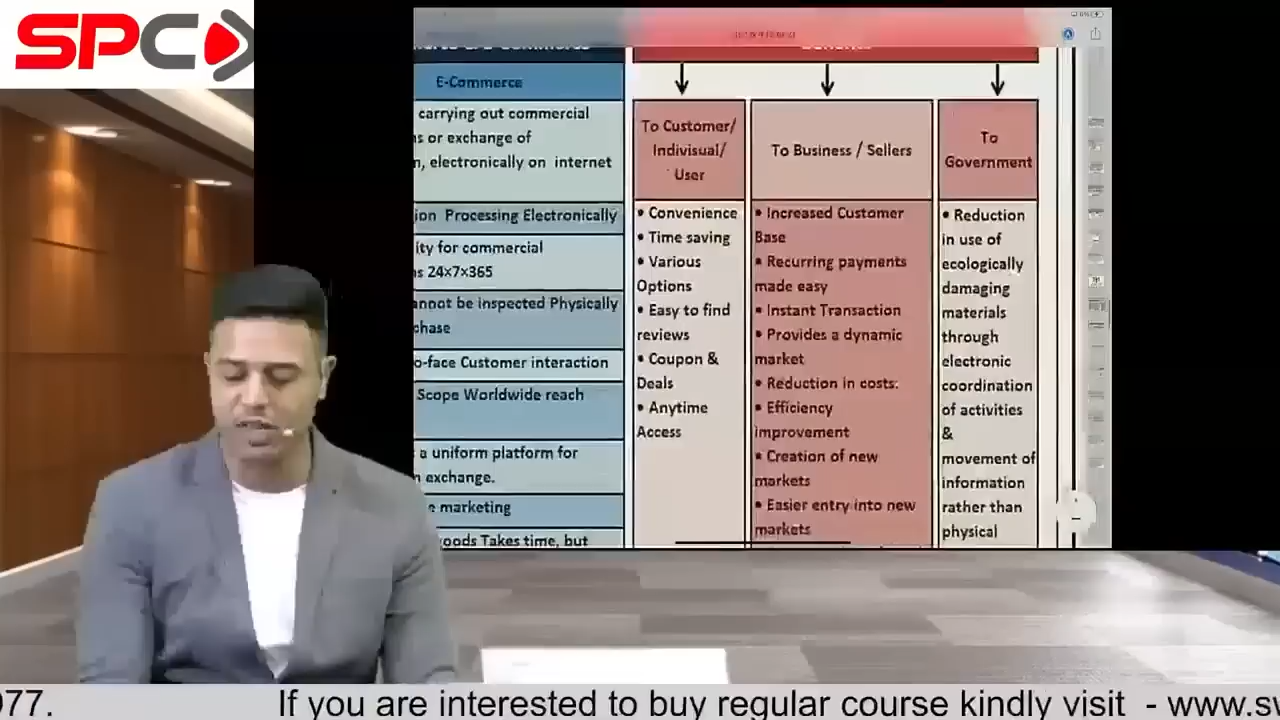 SPC
E-Commerce
carrying out commercial
s or exchange of
n, electronically on internet
ion Processing Electronically
ity for commercial
s 24×7×365
annot be inspected Physically
chase
o-face Customer interaction
Scope Worldwide reach
a uniform platform for
n exchange.
e marketing
oods Takes time, but
To Customer/
Indivisual/
User
• Convenience
• Time saving
• Various
Options
• Easy to find
reviews
• Coupon &
Deals
• Anytime
Access
To Business / Sellers
• Increased Customer
Base
• Recurring payments
made easy
• Instant Transaction
• Provides a dynamic
market
• Reduction in costs:
• Efficiency
improvement
• Creation of new
markets
• Easier entry into new
markets
To
Government
• Reduction
in use of
ecologically
damaging
materials
through
electronic
coordination
of activities
&
movement of
information
rather than
physical
977. If you are interested to buy regular course kindly visit - www.sv